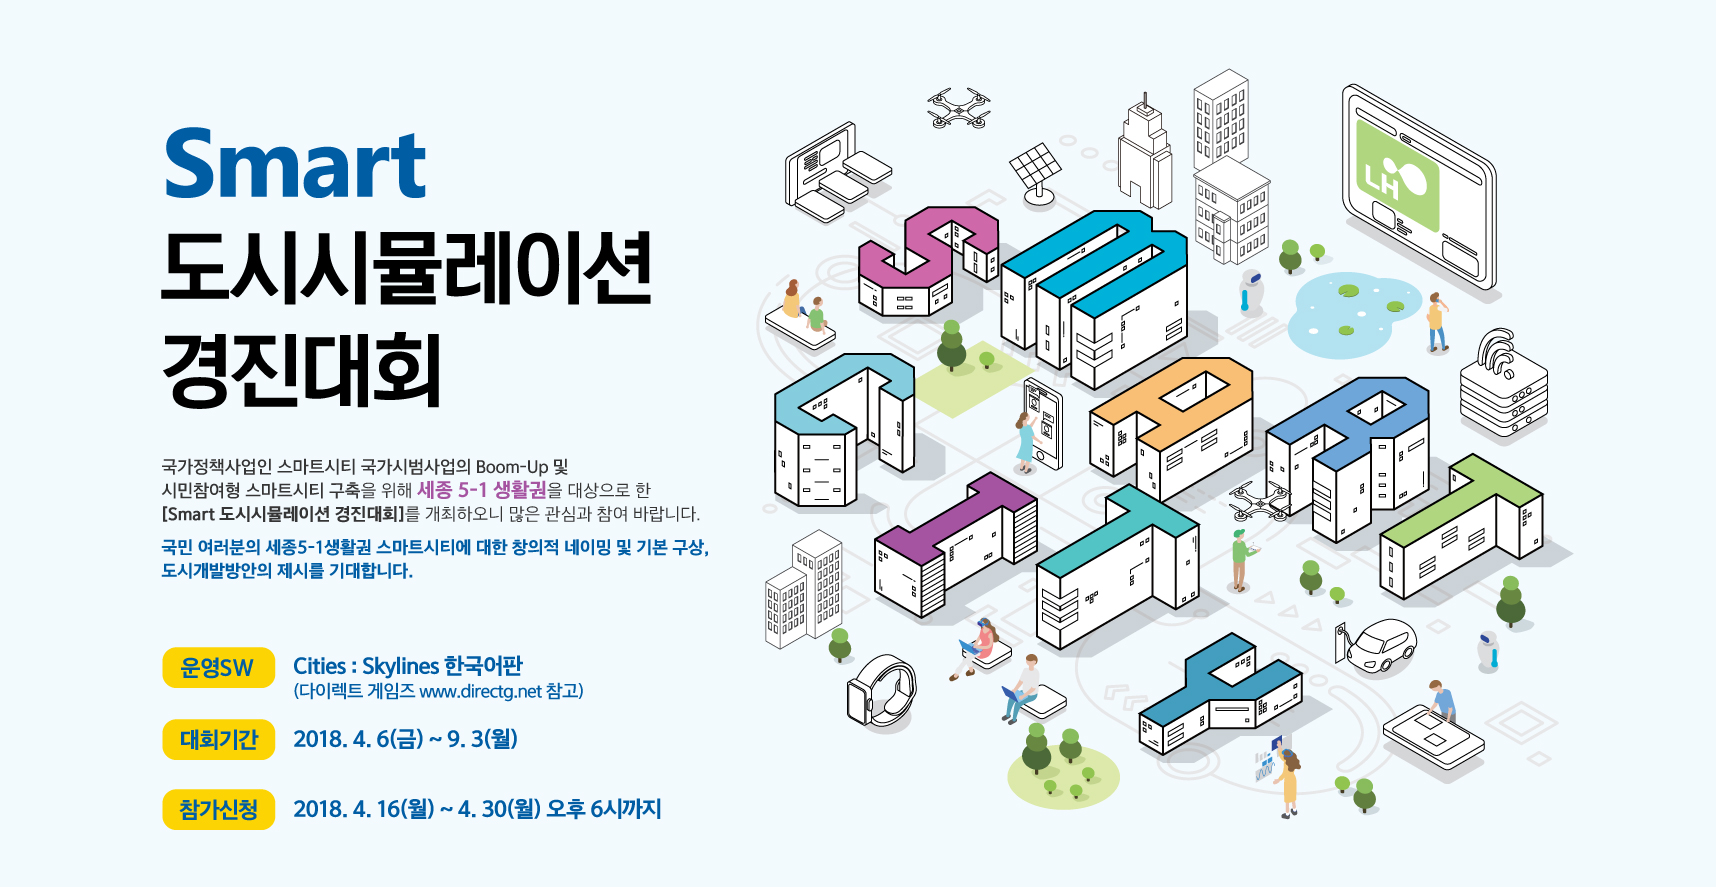 Smart
도시시뮬레이션
경진대회
국가정책사업인 스마트시티 국가시범사업의 Boom-Up 및
시민참여형 스마트시티 구축을 위해 세종 5-1 생활권을 대상으로 한
[Smart 도시시뮬레이션 경진대회]를 개최하오니 많은 관심과 참여 바랍니다.
국민 여러분의 세종5-1생활권 스마트시티에 대한 창의적 네이밍 및 기본 구상,
도시개발방안의 제시를 기대합니다.
운영SW
Cities : Skylines 한국어판
(다이렉트 게임즈 www.directg.net 참고)
대회기간
2018. 4. 6(금) ~ 9. 3(월)
참가신청
2018. 4. 16(월) ~ 4. 30(월) 오후 6시까지
LH
SMART
CITY